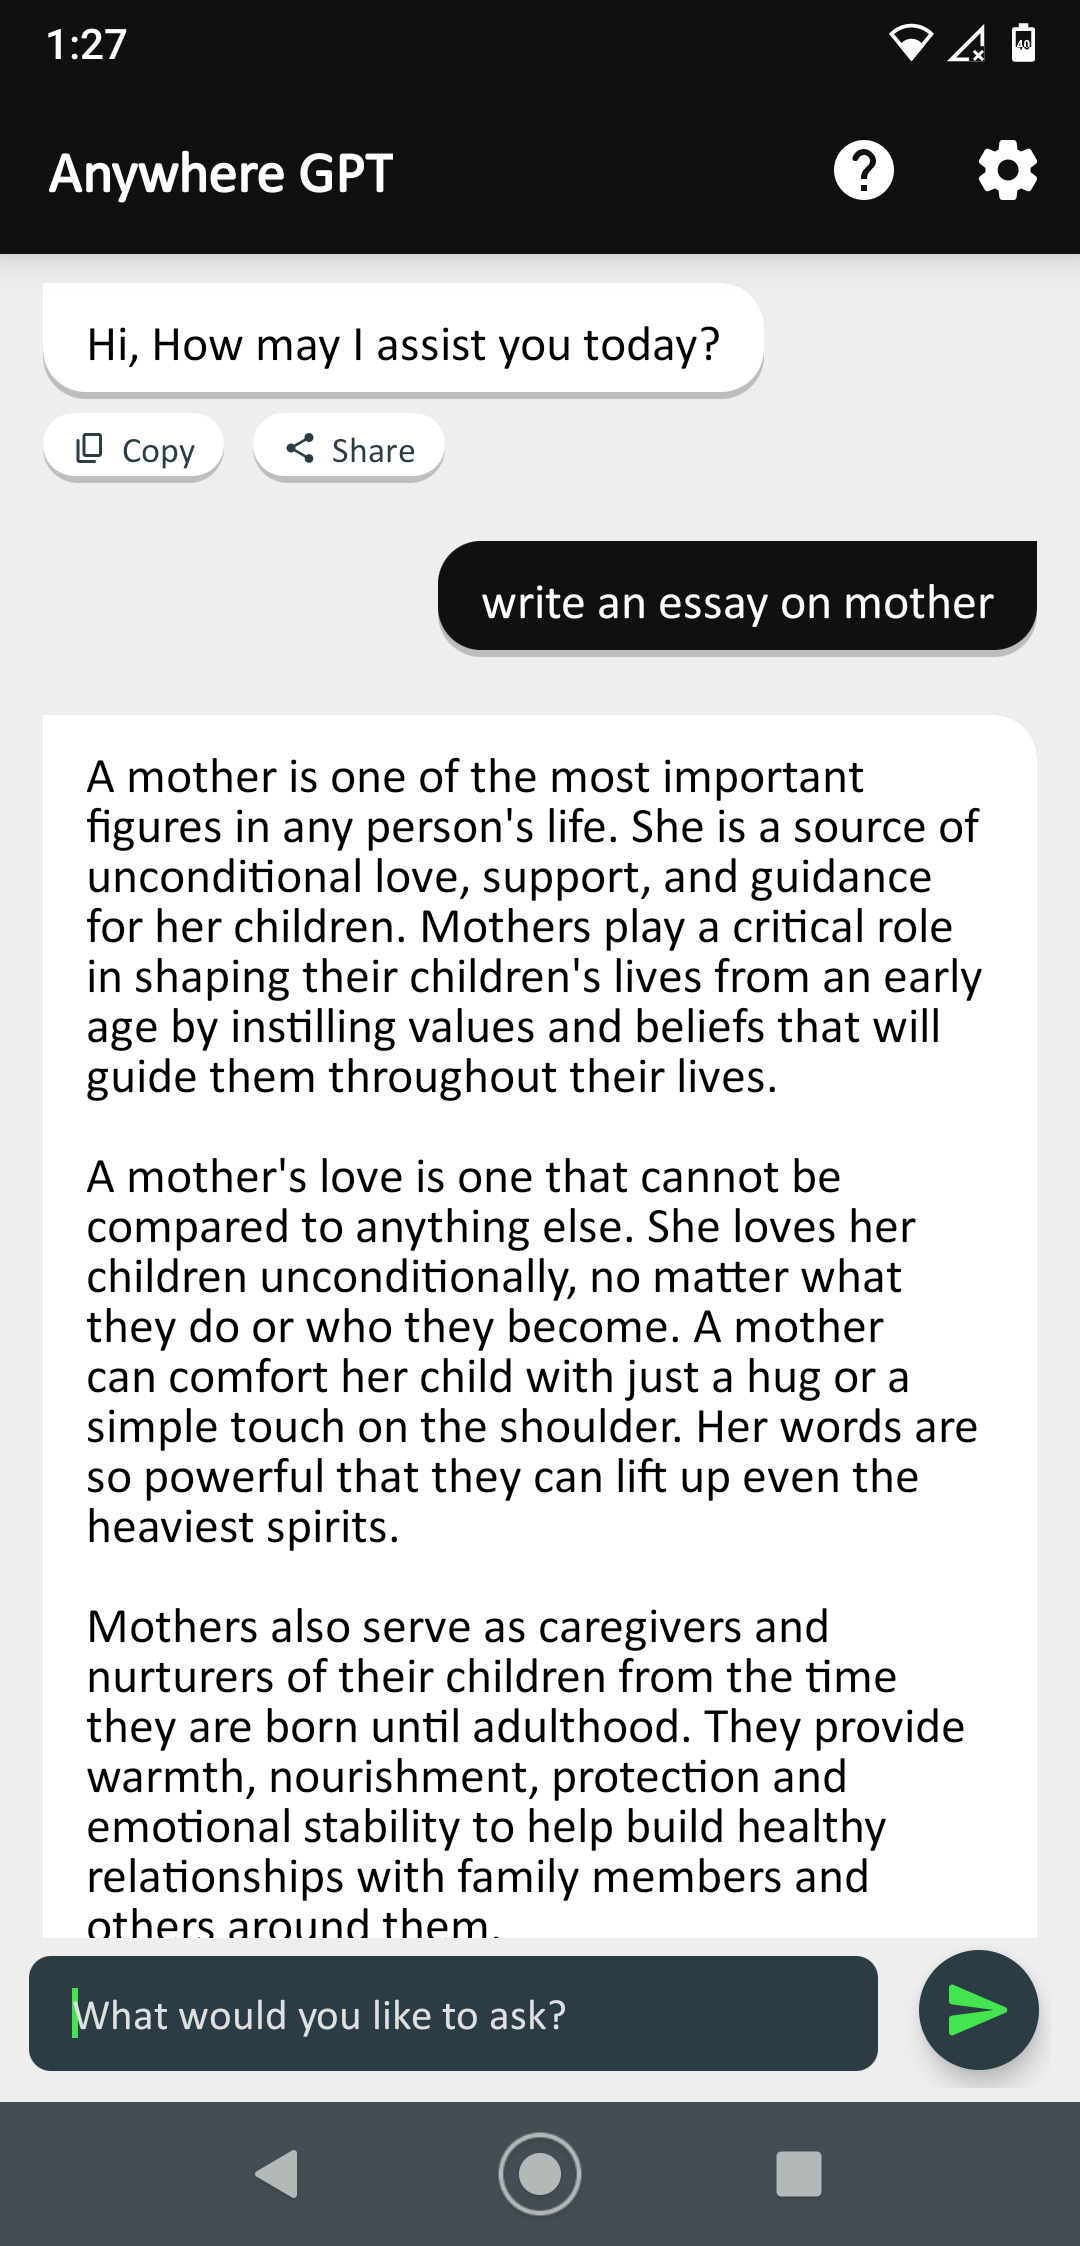 1:27
40
Anywhere GPT
Hi, How may I assist you today?
Copy
Share
write an essay on mother
A mother is one of the most important
figures in any person's life. She is a source of
unconditional love, support, and guidance
for her children. Mothers play a critical role
in shaping their children's lives from an early
age by instilling values and beliefs that will
guide them throughout their lives.
A mother's love is one that cannot be
compared to anything else. She loves her
children unconditionally, no matter what
they do or who they become. A mother
can comfort her child with just a hug or a
simple touch on the shoulder. Her words are
so powerful that they can lift up even the
heaviest spirits.
Mothers also serve as caregivers and
nurturers of their children from the time
they are born until adulthood. They provide
warmth, nourishment, protection and
emotional stability to help build healthy
relationships with family members and
others around them.
What would you like to ask?